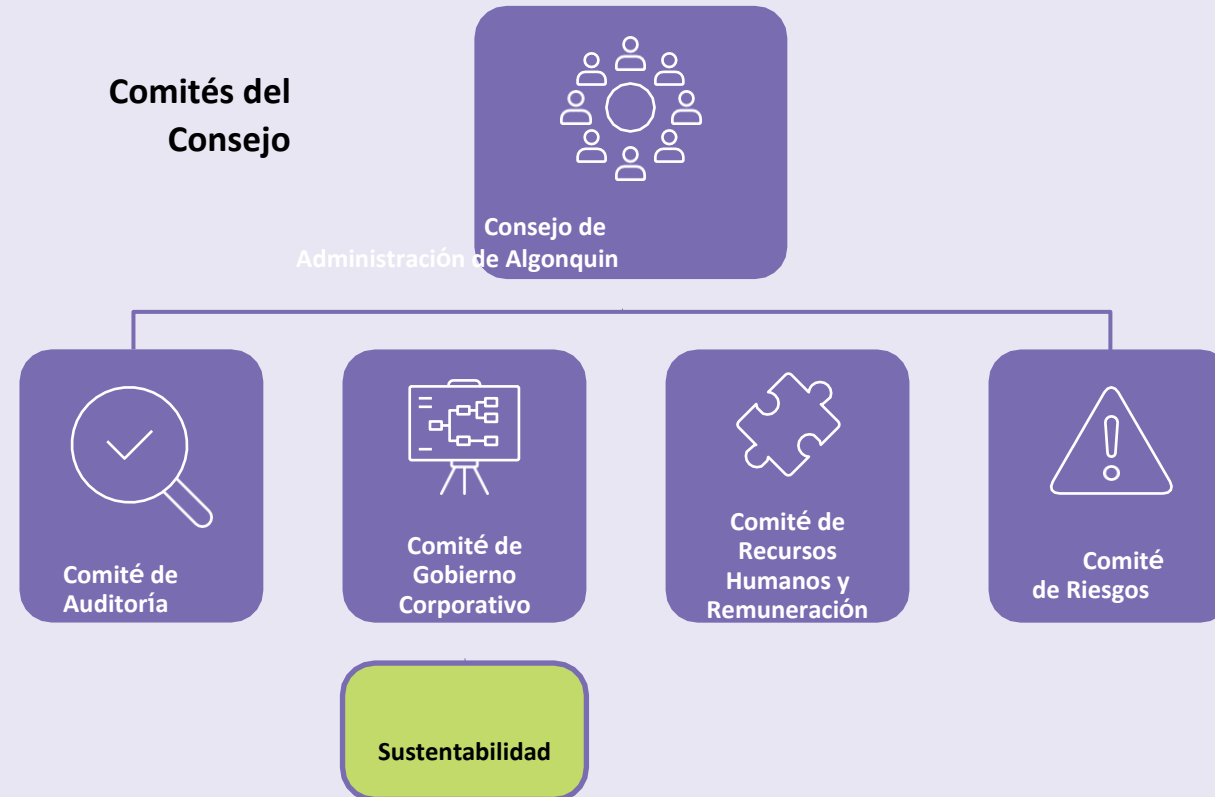 Comités del
Consejo
Consejo de
Administración de Algonquin
Comité de
Auditoría
Comité de
Gobierno
Corporativo
Comité de
Recursos
Humanos y
Remuneración
Comité
de Riesgos
Sustentabilidad